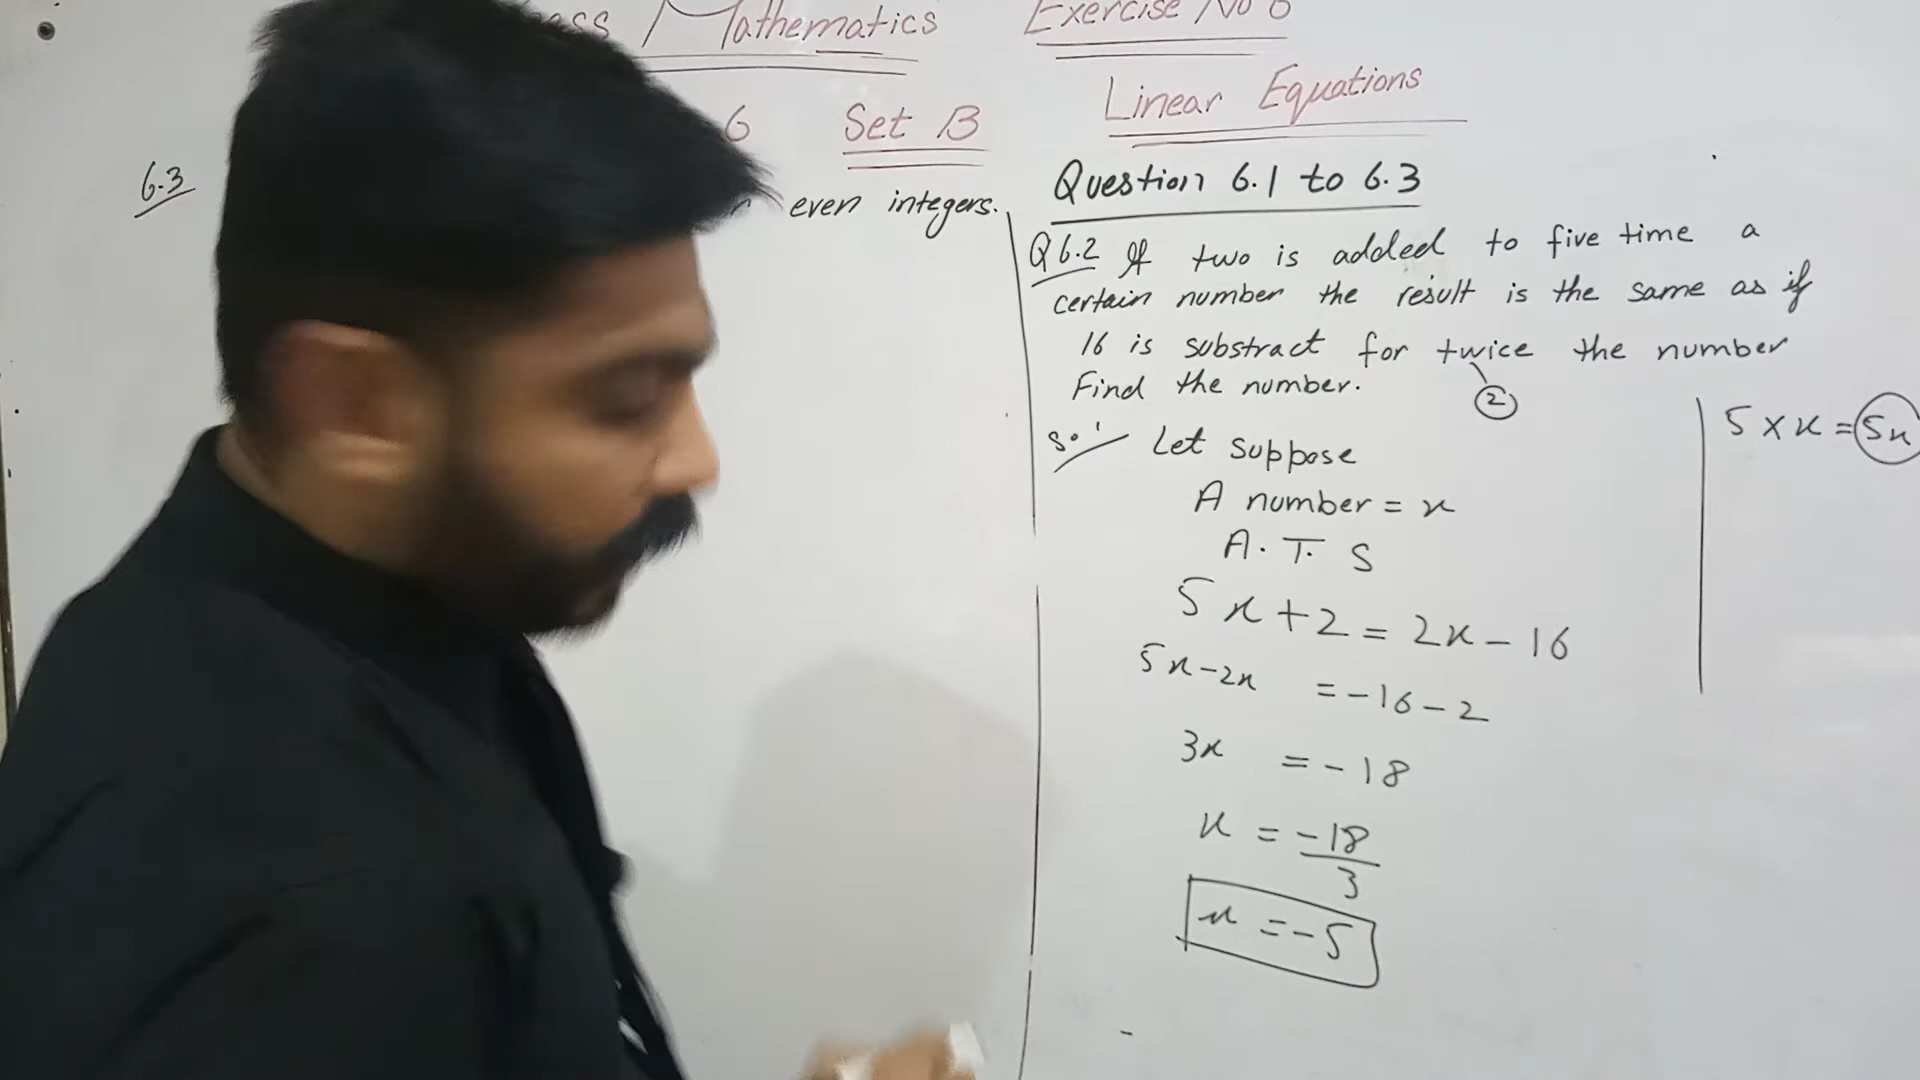 Mathematics Exercise No 6
6 Set B Linear Equations
6.3 even integers.
Question 6.1 to 6.3
Q6.2 If two is added to five time a
certain number the result is the same as if
16 is substract for twice the number
2
Find the number.
Sol Let suppose
A number = x
A. T. S
5x+2 = 2x-16
5x-2x = -16-2
3x = -18
x = -18
3
x = -5
5 × x = 5x